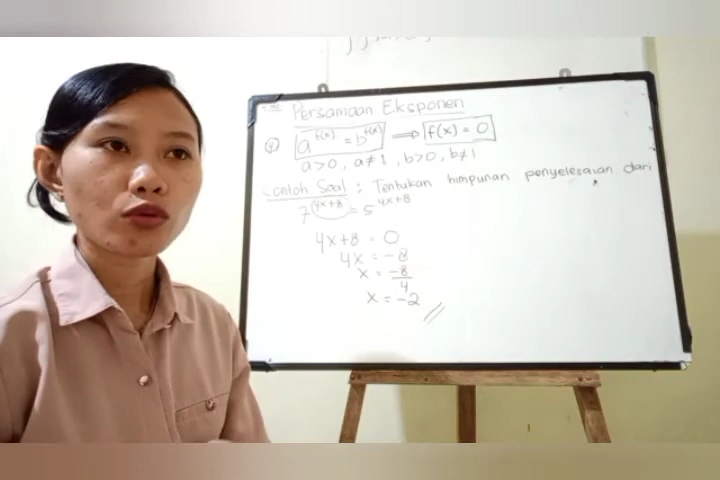 Persamaan Eksponen
④ a^f(x) = b^f(x) ⟹ f(x) = 0
a>0, a≠1, b>0, b≠1
Contoh Soal : Tentukan himpunan penyelesaian dari
7^4x+8 = 5^4x+8
4x+8 = 0
4x = -8
x = -8/4
x = -2 //